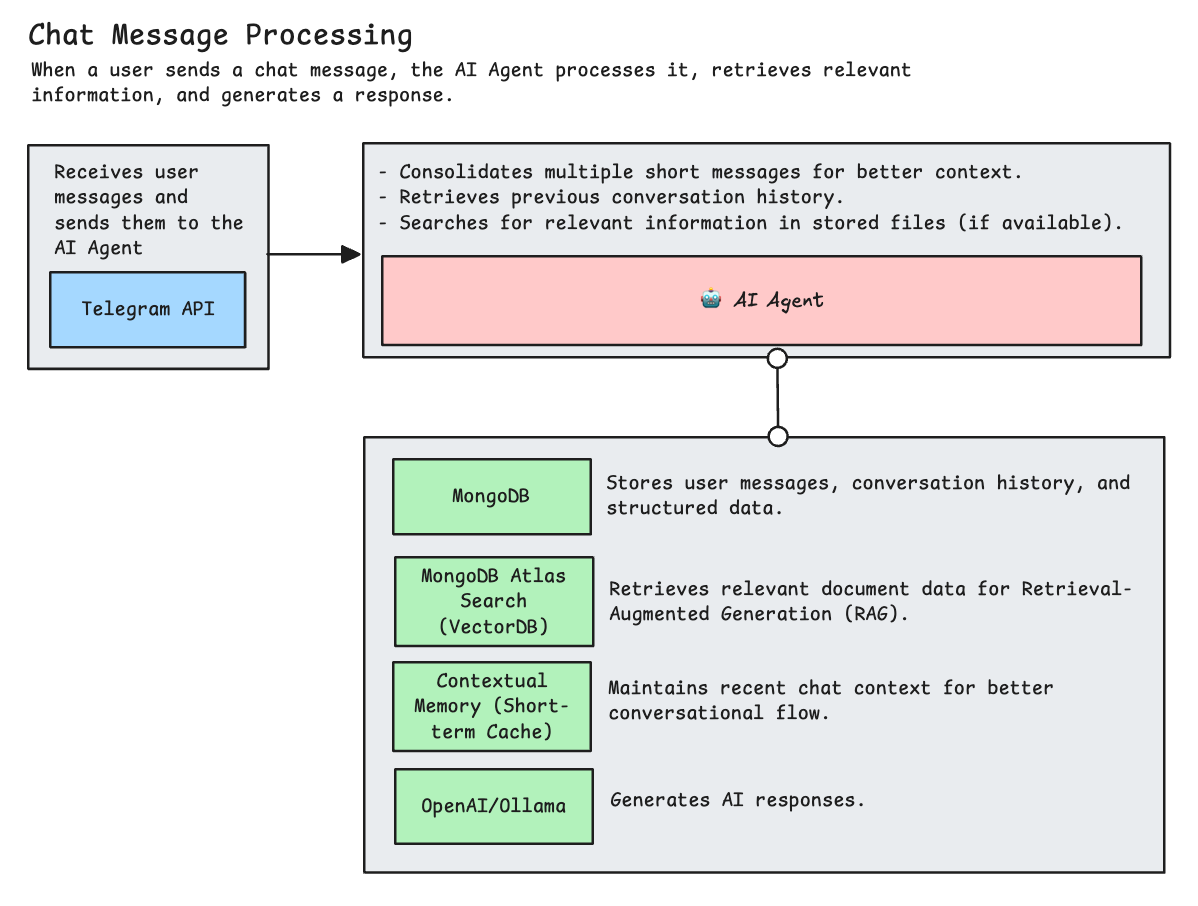 Chat Message Processing
When a user sends a chat message, the AI Agent processes it, retrieves relevant
information, and generates a response.
Receives user
messages and
sends them to the
AI Agent
Telegram API
- Consolidates multiple short messages for better context.
- Retrieves previous conversation history.
- Searches for relevant information in stored files (if available).
🤖 AI Agent
MongoDB
Stores user messages, conversation history, and
structured data.
MongoDB Atlas
Search
(VectorDB)
Retrieves relevant document data for Retrieval-
Augmented Generation (RAG).
Contextual
Memory (Short-
term Cache)
Maintains recent chat context for better
conversational flow.
OpenAI/Ollama
Generates AI responses.